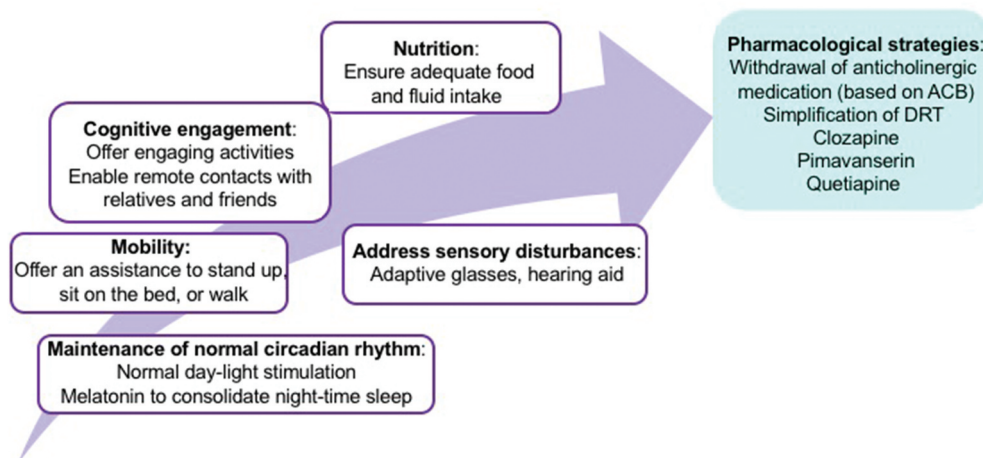 Nutrition:
Ensure adequate food
and fluid intake
Pharmacological strategies:
Withdrawal of anticholinergic
medication (based on ACB)
Simplification of DRT
Clozapine
Pimavanserin
Quetiapine
Cognitive engagement:
Offer engaging activities
Enable remote contacts with
relatives and friends
Mobility:
Offer an assistance to stand up,
sit on the bed, or walk
Address sensory disturbances:
Adaptive glasses, hearing aid
Maintenance of normal circadian rhythm:
Normal day-light stimulation
Melatonin to consolidate night-time sleep